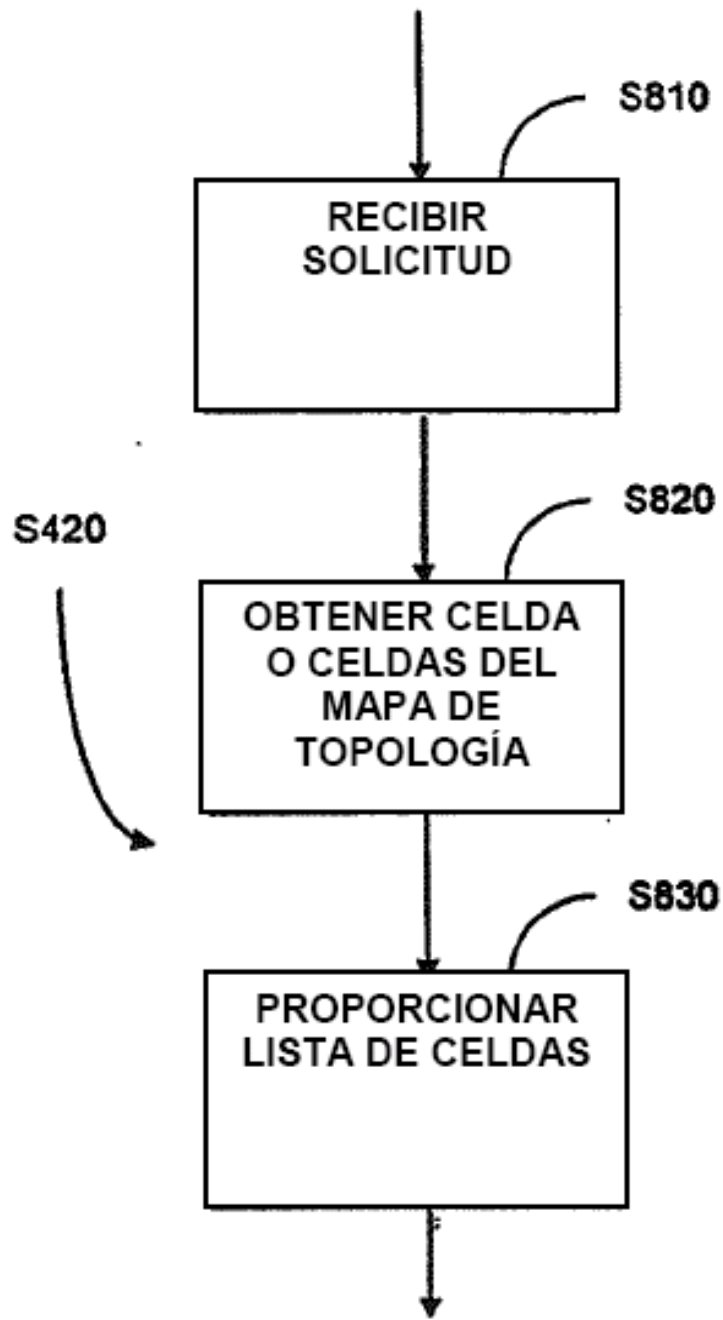 S810
RECIBIR
SOLICITUD
S820
S420
OBTENER CELDA
O CELDAS DEL
MAPA DE
TOPOLOGÍA
S830
PROPORCIONAR
LISTA DE CELDAS